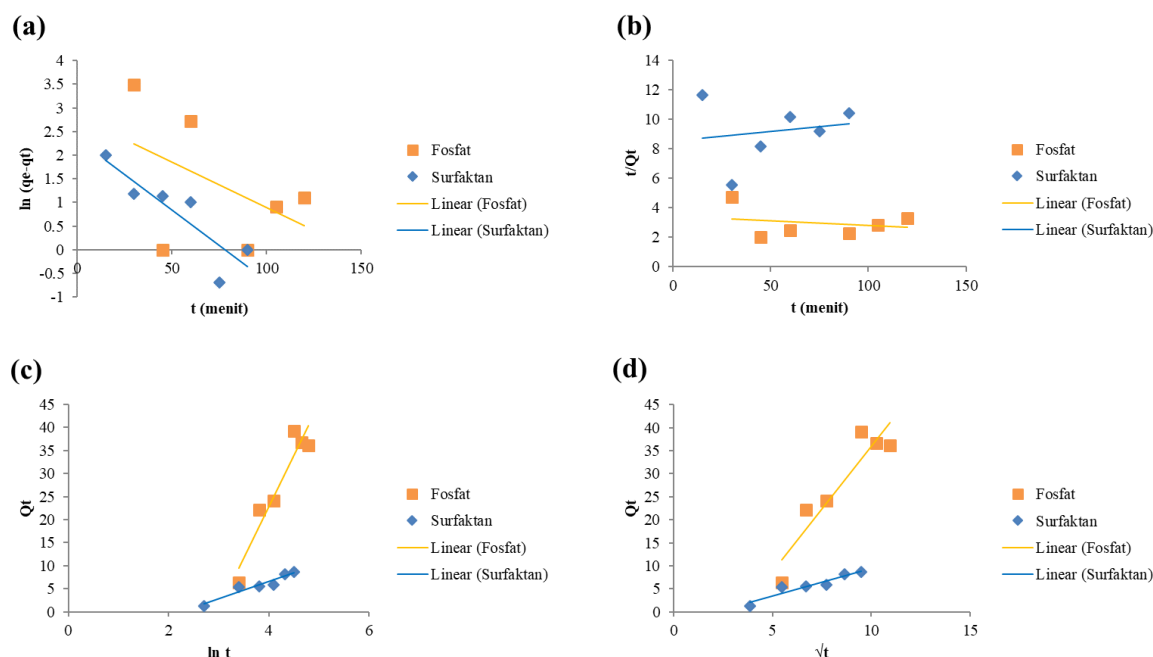 (a)
ln (qe-qt)
4
3.5
3
2.5
2
1.5
1
0.5
0
-0.5
-1
0
50
100
150
t (menit)
Fosfat
Surfaktan
Linear (Fosfat)
Linear (Surfaktan)
(b)
t/Qt
14
12
10
8
6
4
2
0
0
50
100
150
t (menit)
Fosfat
Surfaktan
Linear (Fosfat)
Linear (Surfaktan)
(c)
Qt
45
40
35
30
25
20
15
10
5
0
0
2
4
6
ln t
Fosfat
Surfaktan
Linear (Fosfat)
Linear (Surfaktan)
(d)
Qt
45
40
35
30
25
20
15
10
5
0
0
5
10
15
√t
Fosfat
Surfaktan
Linear (Fosfat)
Linear (Surfaktan)